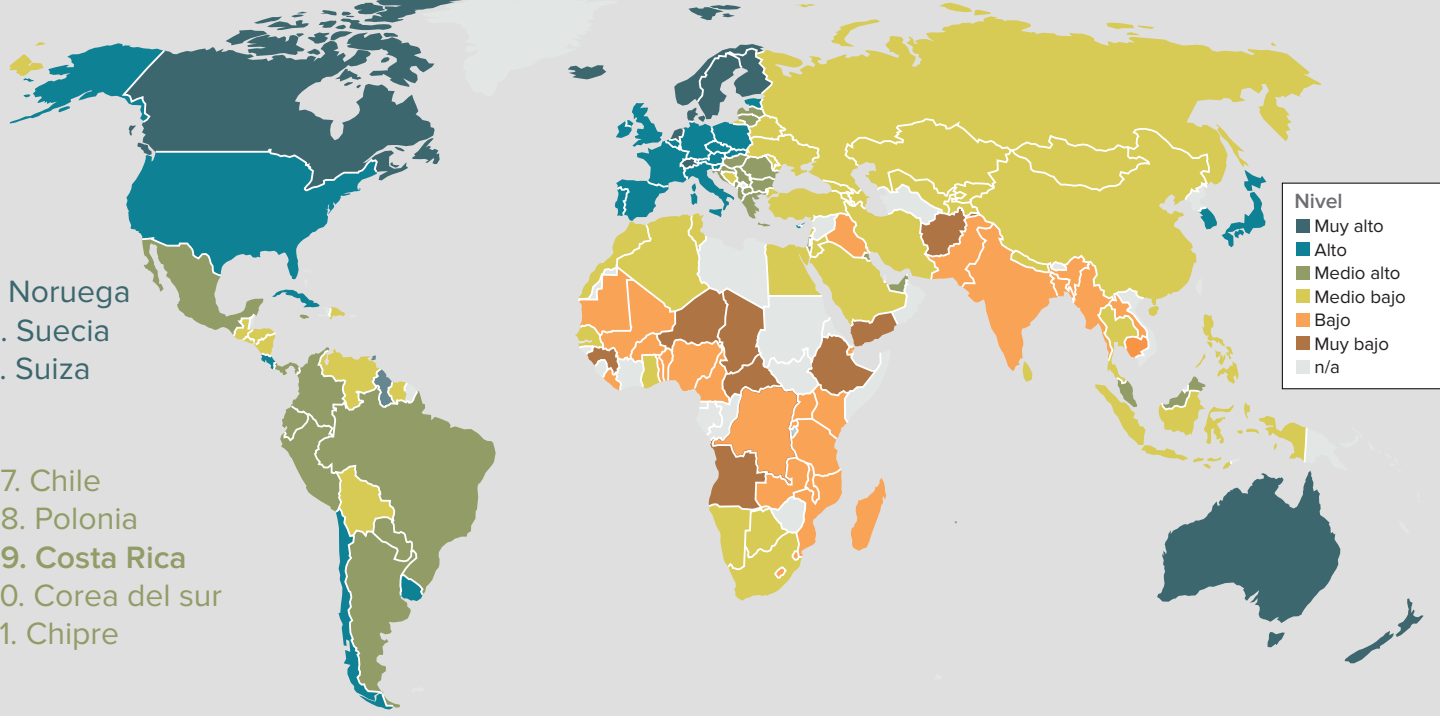 Noruega
. Suecia
. Suiza
7. Chile
8. Polonia
9. Costa Rica
0. Corea del sur
1. Chipre
Nivel
Muy alto
Alto
Medio alto
Medio bajo
Bajo
Muy bajo
n/a